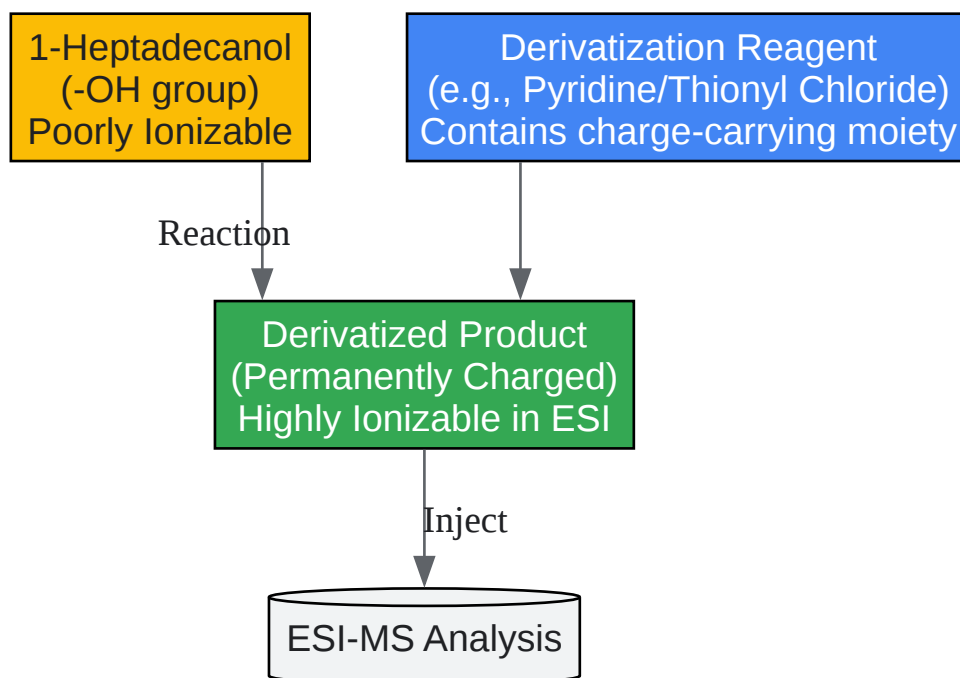 1-Heptadecanol
(-OH group)
Poorly Ionizable
Derivatization Reagent
(e.g., Pyridine/Thionyl Chloride)
Contains charge-carrying moiety
Reaction
Derivatized Product
(Permanently Charged)
Highly Ionizable in ESI
Inject
ESI-MS Analysis